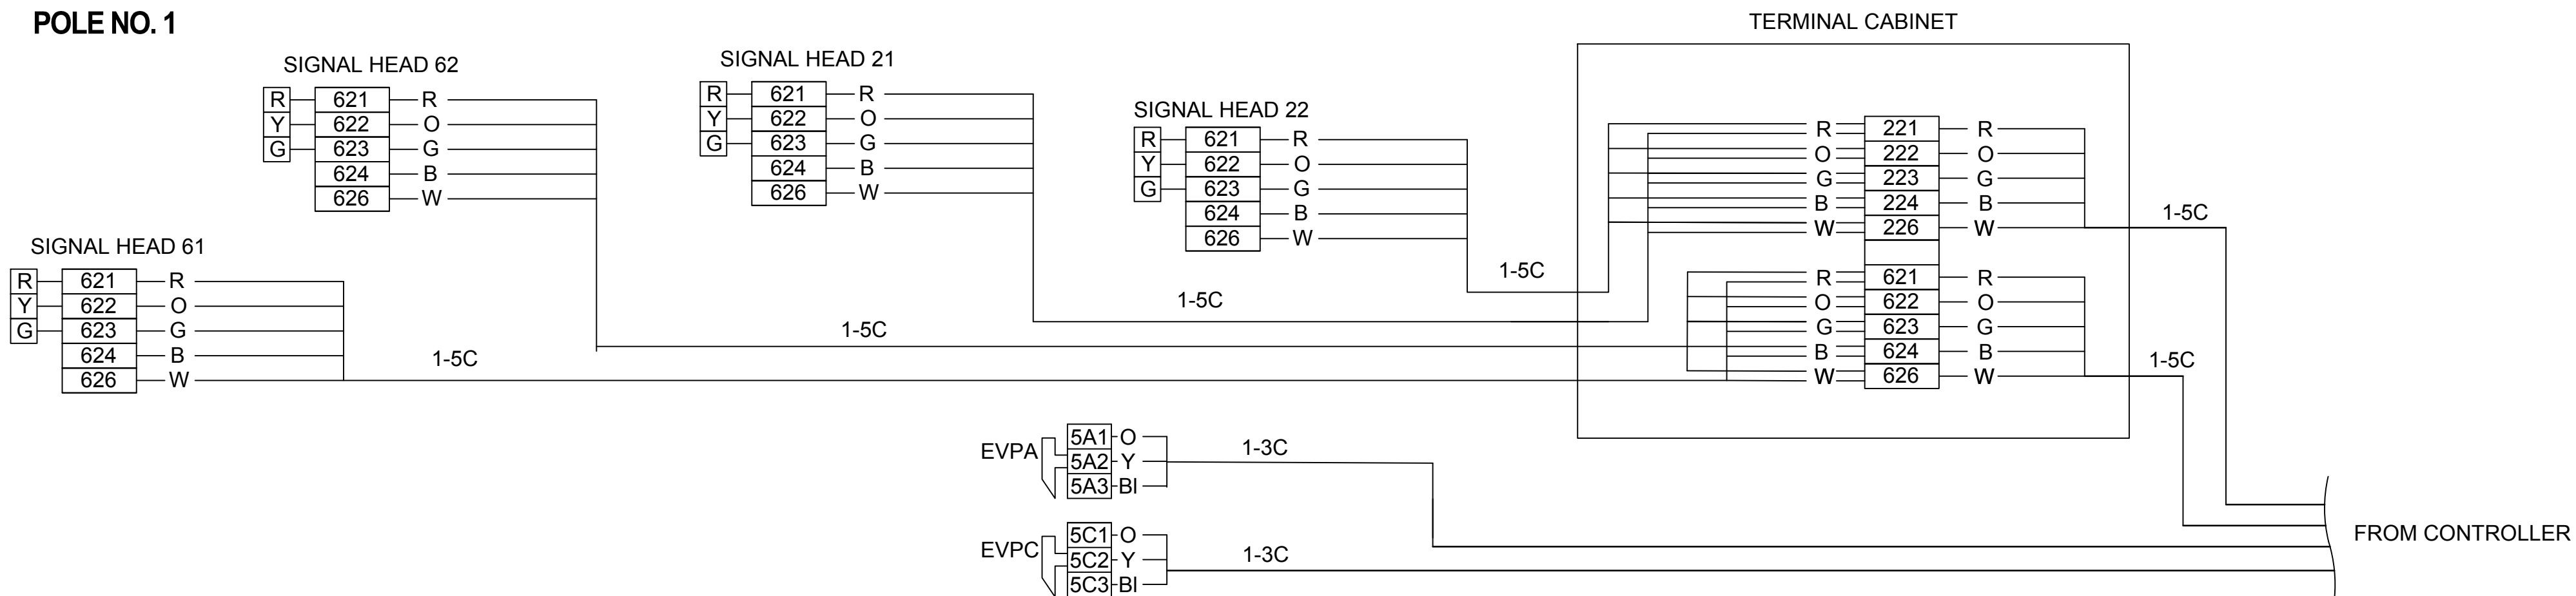 POLE NO. 1
TERMINAL CABINET
SIGNAL HEAD 62
R 621 R
Y 622 O
G 623 G
624 B
626 W
SIGNAL HEAD 21
R 621 R
Y 622 O
G 623 G
624 B
626 W
SIGNAL HEAD 22
R 621 R
Y 622 O
G 623 G
624 B
626 W
SIGNAL HEAD 61
R 621 R
Y 622 O
G 623 G
624 B
626 W
R 221 R
O 222 O
G 223 G
B 224 B
W 226 W
R 621 R
O 622 O
G 623 G
B 624 B
W 626 W
1-5C
1-5C
1-5C
1-5C
1-5C
1-5C
EVPA
5A1 O
5A2 Y
5A3 Bl
1-3C
EVPC
5C1 O
5C2 Y
5C3 Bl
1-3C
FROM CONTROLLER